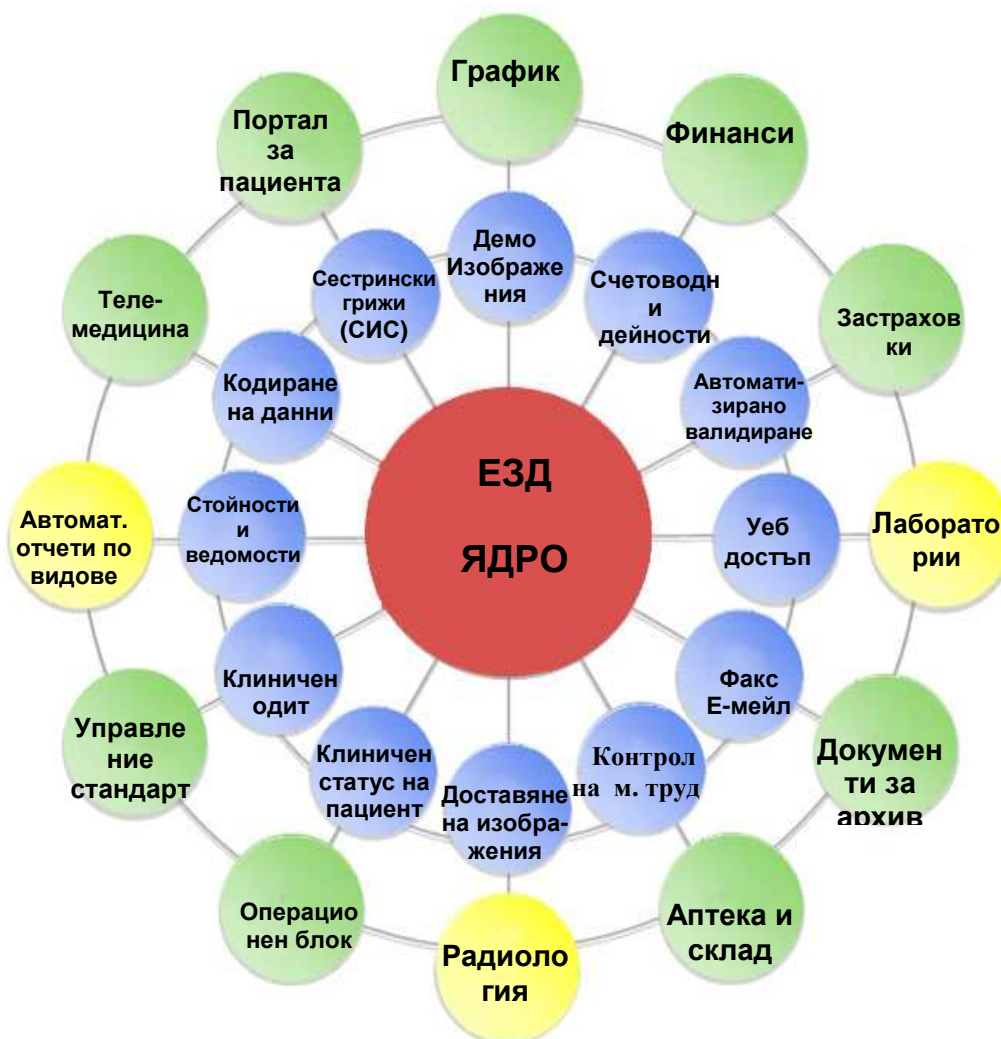 График
Портал
за
пациента
Финанси
Демо
Изображе
ния
Сестрински
грижи
(СИС)
Счетоводн
и
дейности
Теле-
медицина
Застрахов
ки
Кодиране
на данни
Автомати-
зирано
валидиране
ЕЗД
ЯДРО
Автомат.
отчети по
видове
Стойности
и
ведомости
Уеб
достъп
Лаборато
рии
Клиничен
одит
Факс
Е-мейл
Управле
ние
стандарт
Клиничен
статус на
пациент
Доставяне
на изобра-
жения
Контрол
на м. труд
Документи
ти за
архив
Операцио
нен блок
Радиоло
гия
Аптека и
склад